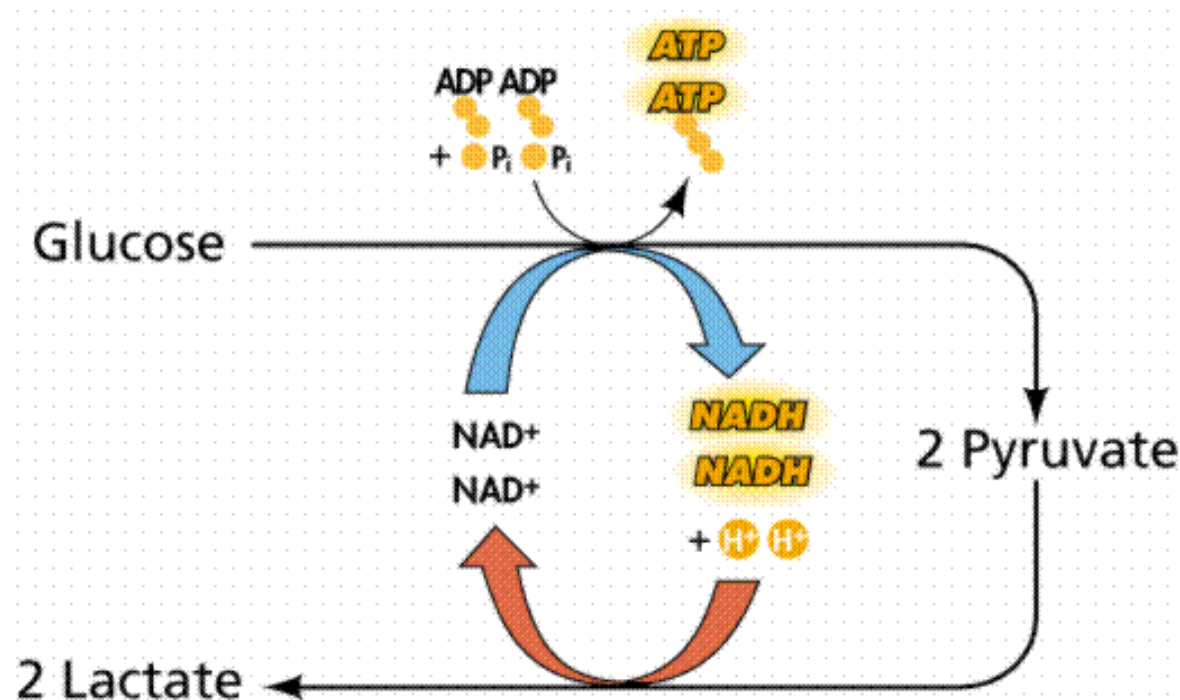 ATP
ATP
ADP ADP
+ Pi Pi
Glucose
NADH
NAD+
NADH
NAD+
2 Pyruvate
+ H+ H+
2 Lactate